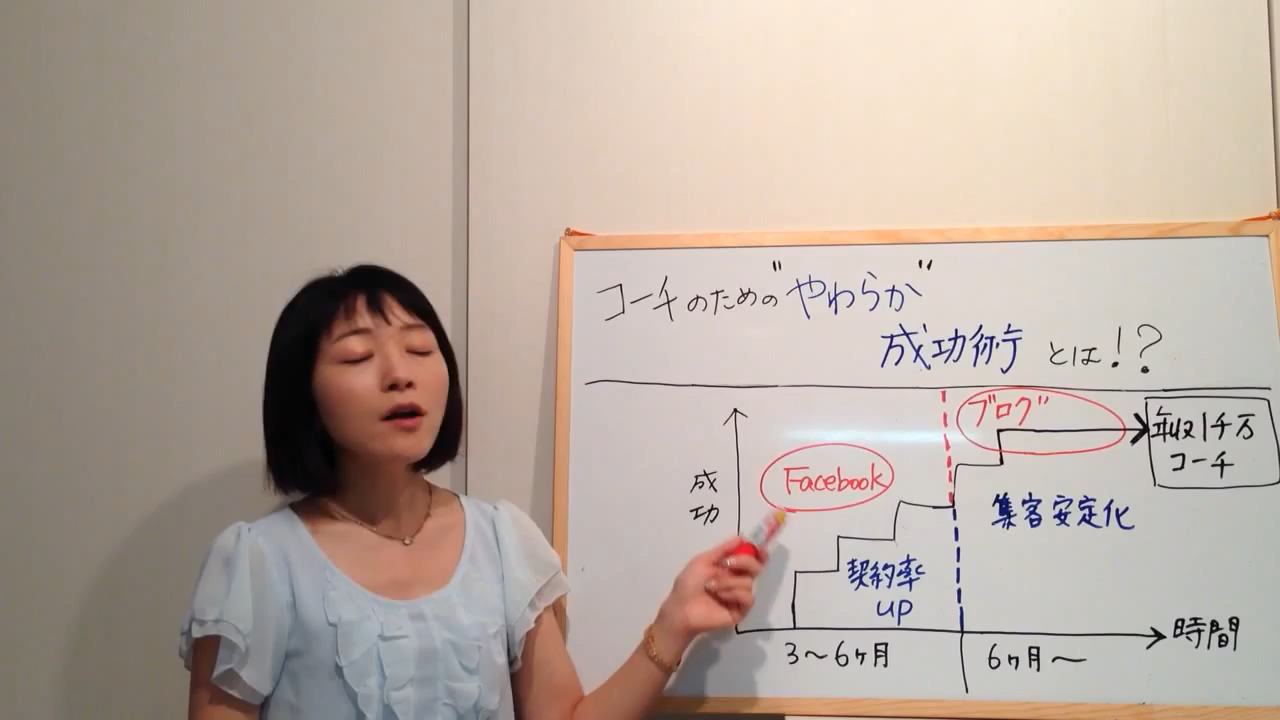 コーチのための"やわらか"
成功術とは!?
ブログ
年収1千万
コーチ
Facebook
成功
集客安定化
契約率
UP
時間
3〜6ヶ月
6ヶ月〜